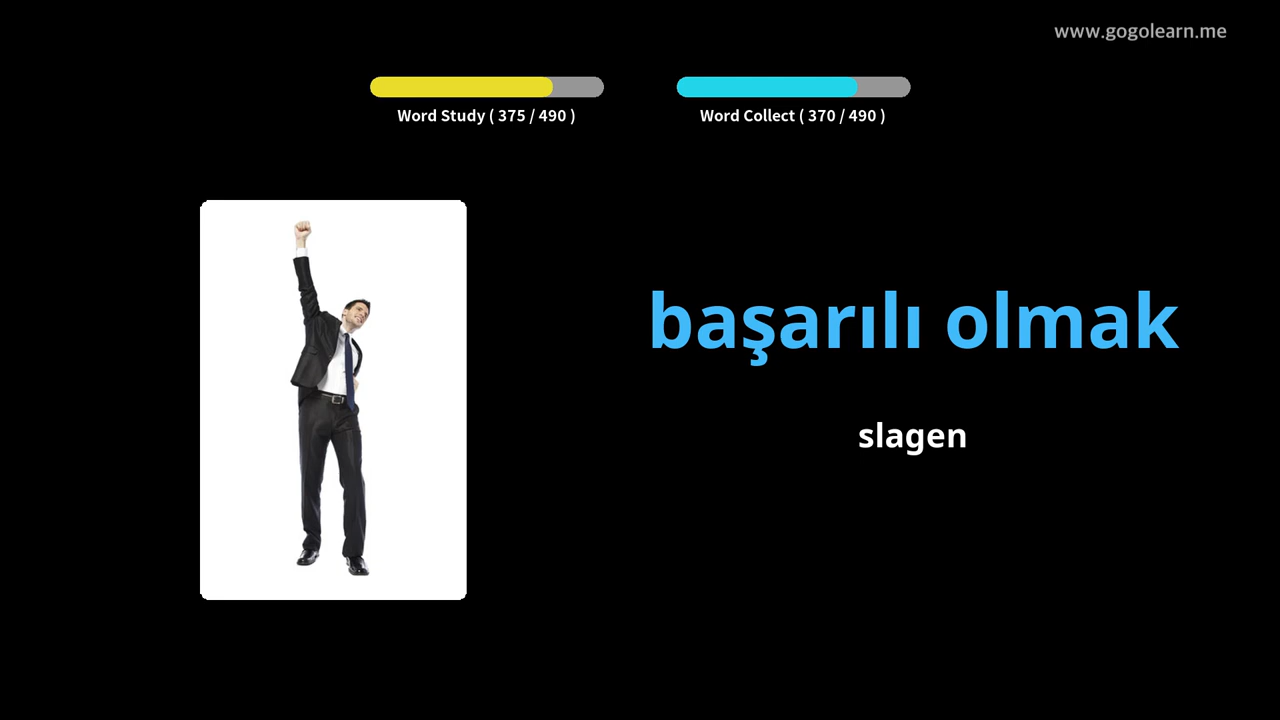 www.gogolearn.me
Word Study ( 375 / 490 )
Word Collect ( 370 / 490 )
başarılı olmak
slagen